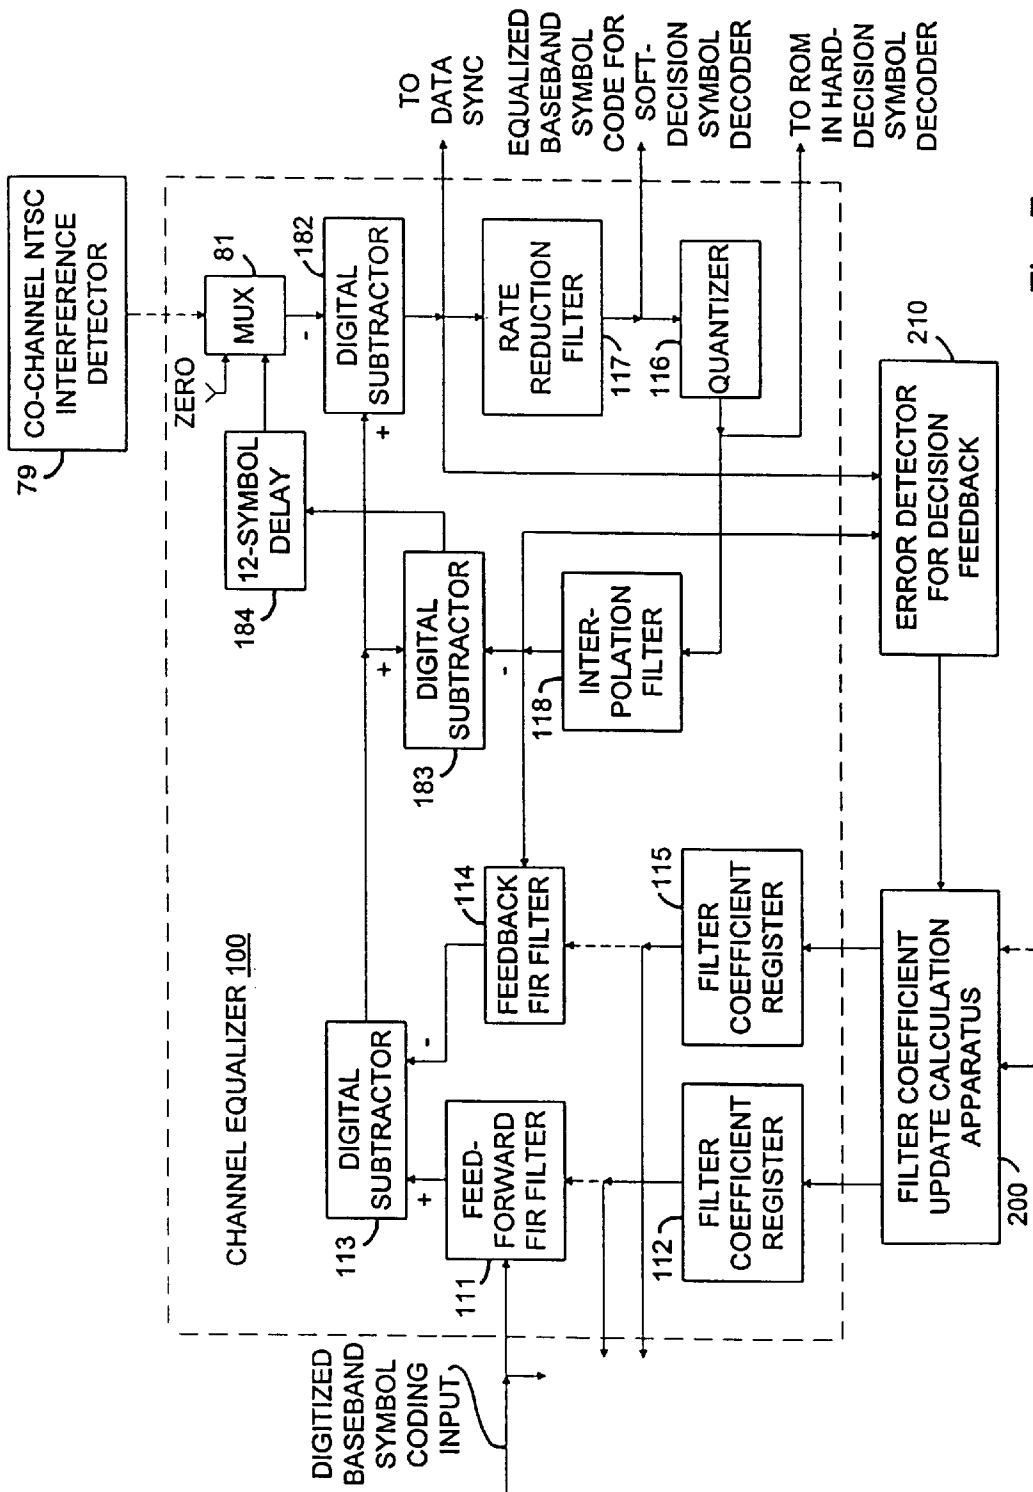 CO-CHANNEL NTSC
INTERFERENCE
DETECTOR
79
CHANNEL EQUALIZER 100
ZERO
MUX
81
12-SYMBOL
DELAY
184
DIGITAL
SUBTRACTOR
113
+
-
DIGITAL
SUBTRACTOR
183
+
-
DIGITAL
SUBTRACTOR
182
+
-
TO
DATA
SYNC
DIGITIZED
BASEBAND
SYMBOL
CODING
INPUT
FEED-
FORWARD
FIR FILTER
111
FEEDBACK
FIR FILTER
114
INTER-
POLATION
FILTER
118
RATE
REDUCTION
FILTER
117
EQUALIZED
BASEBAND
SYMBOL
CODE FOR
SOFT-
DECISION
SYMBOL
DECODER
FILTER
COEFFICIENT
REGISTER
112
FILTER
COEFFICIENT
REGISTER
115
QUANTIZER
116
TO ROM
IN HARD-
DECISION
SYMBOL
DECODER
FILTER COEFFICIENT
UPDATE CALCULATION
APPARATUS
200
ERROR DETECTOR
FOR DECISION
FEEDBACK
210